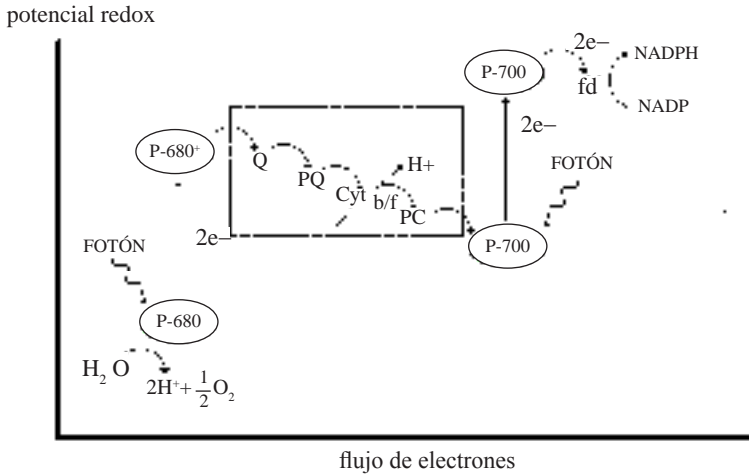 potencial redox
2e–
P-700
NADPH
fd
NADP
2e–
P-680⁺
Q
PQ
Cyt
b/f
H+
PC
FOTÓN
2e–
P-700
FOTÓN
P-680
H₂O
2H⁺+ 1/2 O₂
flujo de electrones